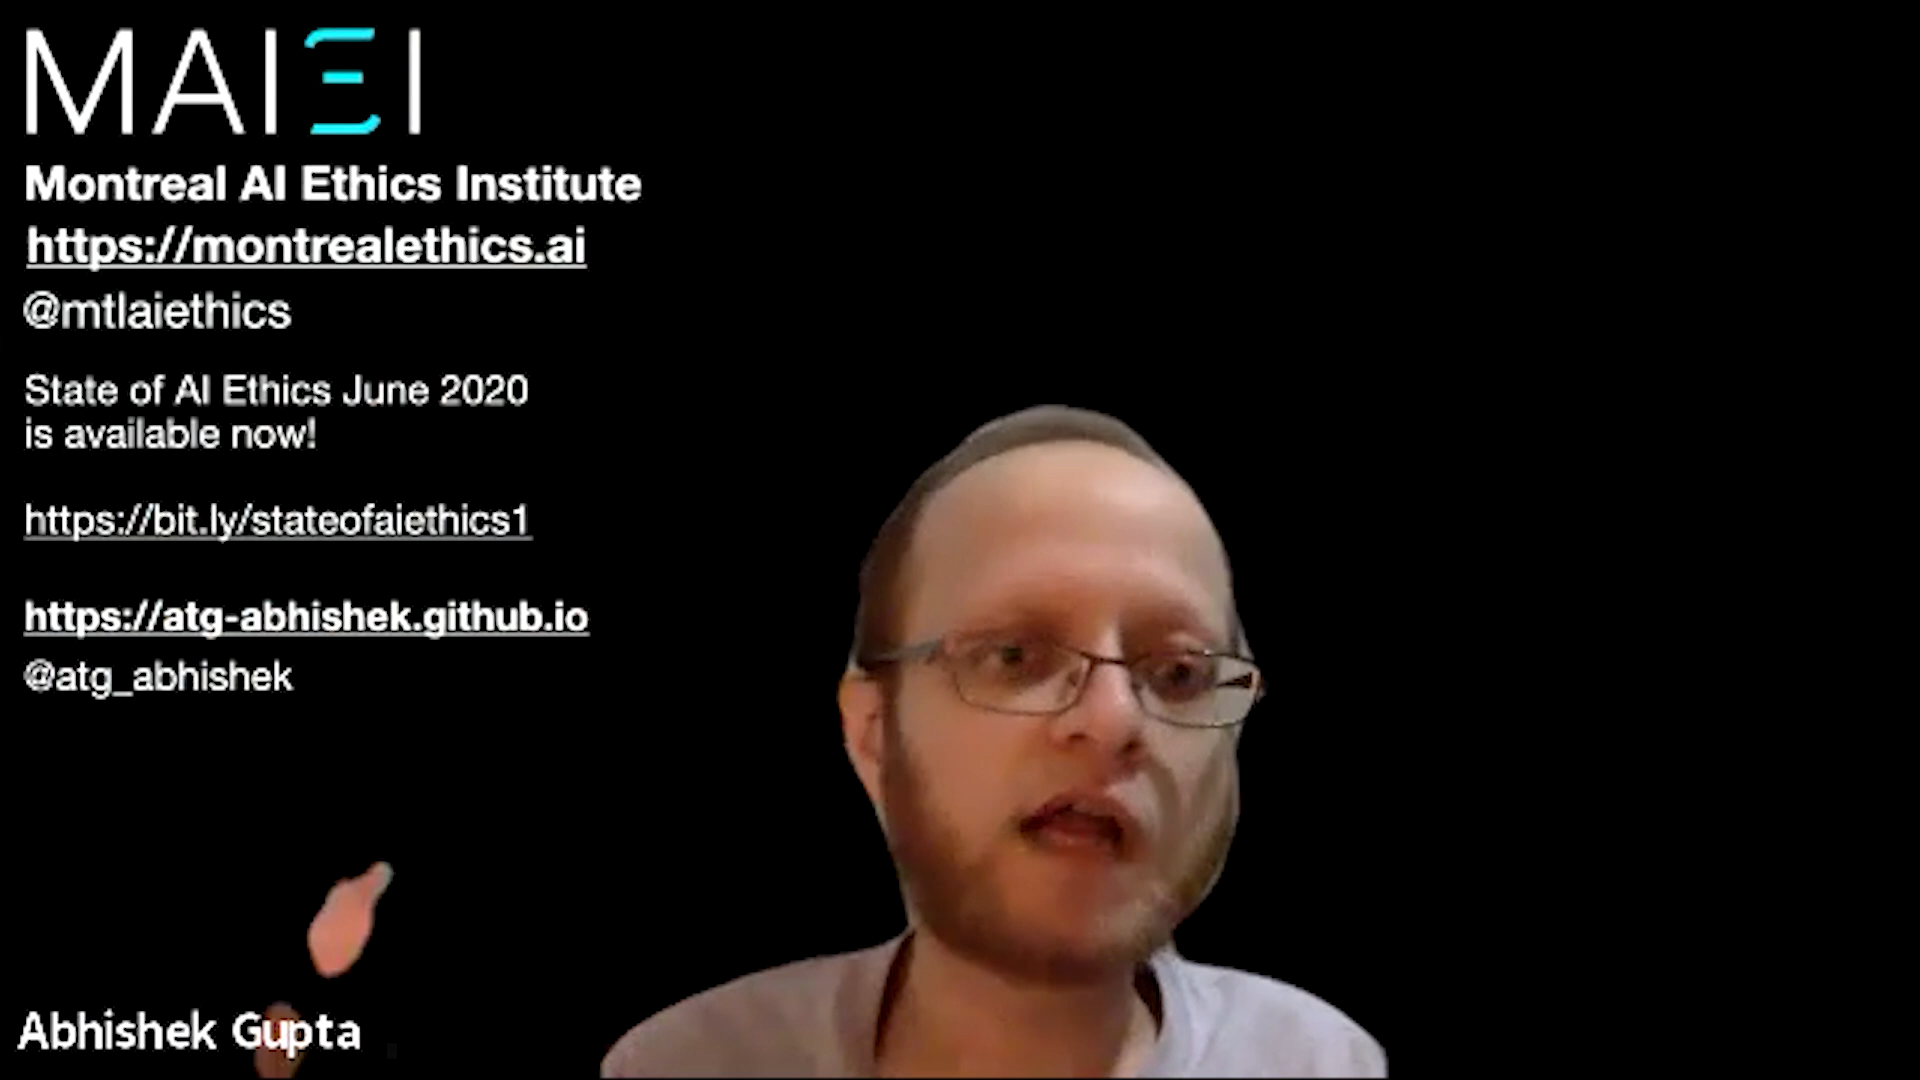 MAIEI
Montreal AI Ethics Institute
https://montrealethics.ai
@mtlaiethics
State of AI Ethics June 2020
is available now!
https://bit.ly/stateofaiethics1
https://atg-abhishek.github.io
@atg_abhishek
Abhishek Gupta